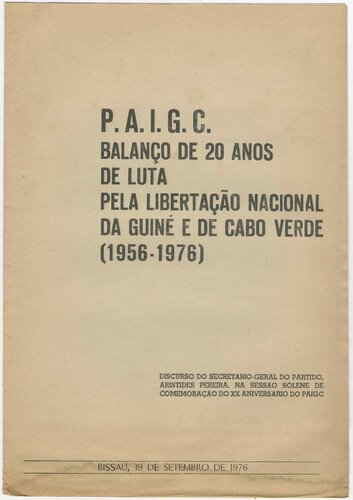 P. A. I. G. C.
BALANÇO DE 20 ANOS
DE LUTA
PELA LIBERTAÇÃO NACIONAL
DA GUINÉ E DE CABO VERDE
(1956-1976)
DISCURSO DO SECRETARIO-GERAL DO PARTIDO,
ARISTIDES PEREIRA, NA SESSAO SOLENE DE
COMEMORAÇAO DO XX ANIVERSARIO DO PAIGC
BISSAU, 19 DE SETEMBRO DE 1976